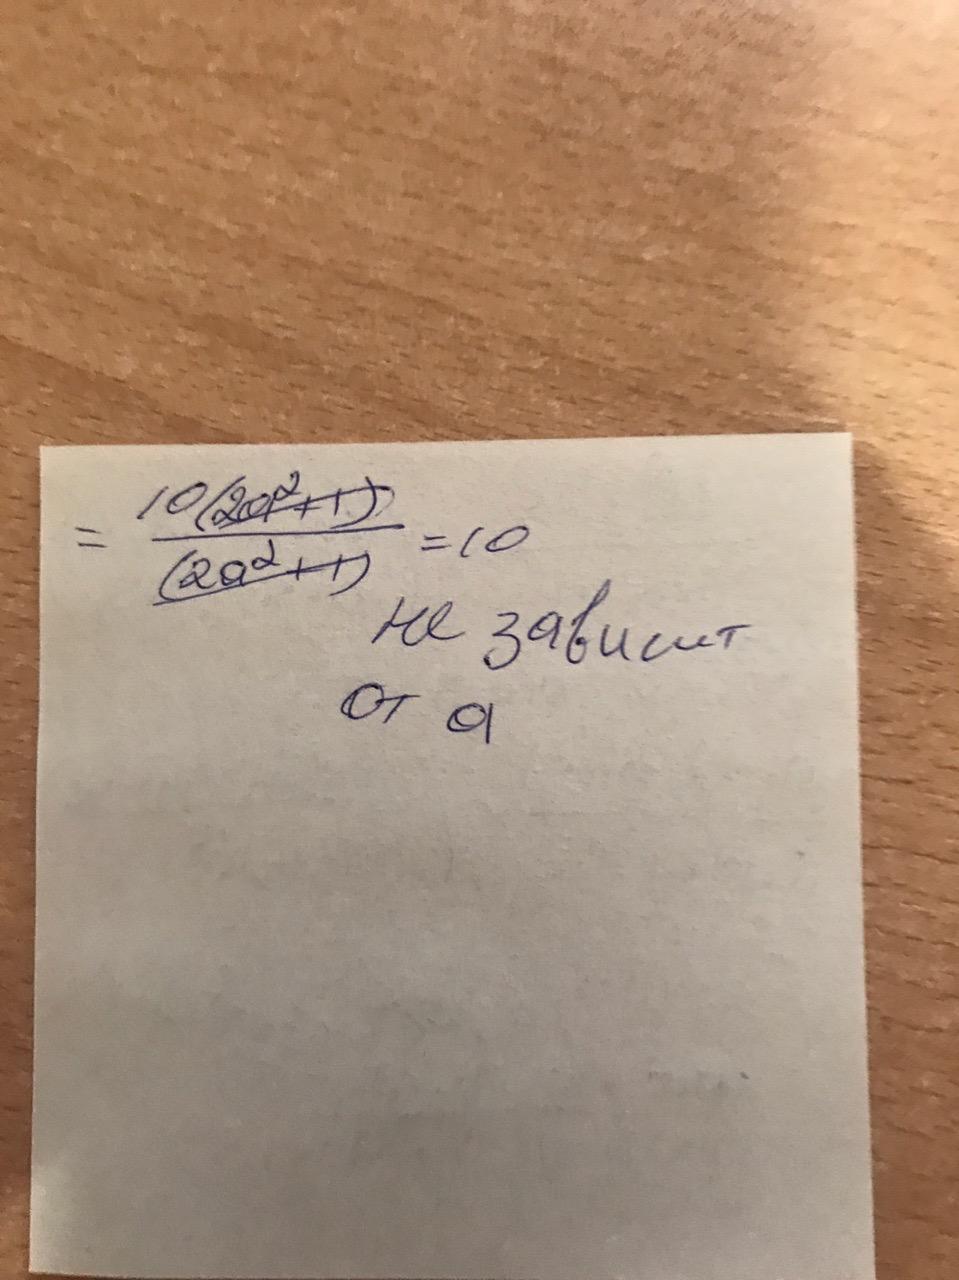 = 10(2a²+1)/(2a²+1) = 10
не зависит
от a